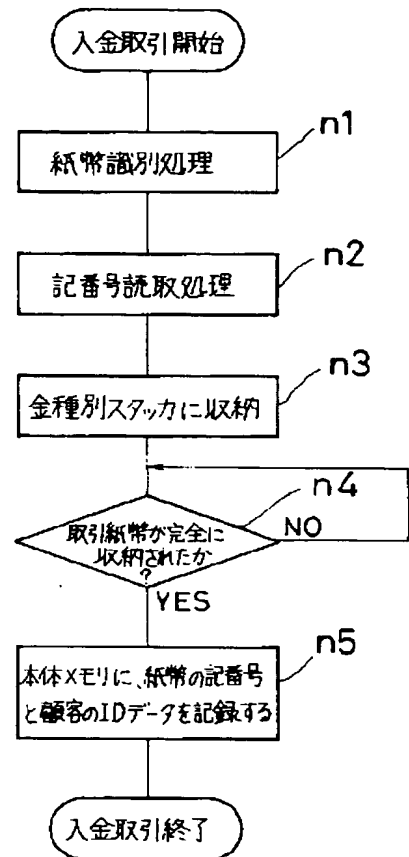 入金取引開始
n1
紙幣識別処理
n2
記番号読取処理
n3
金種別スタッカに収納
n4
取引紙幣が完全に
収納されたか
?
NO
YES
n5
本体メモリに、紙幣の記番号
と顧客のIDデータを記録する
入金取引終了